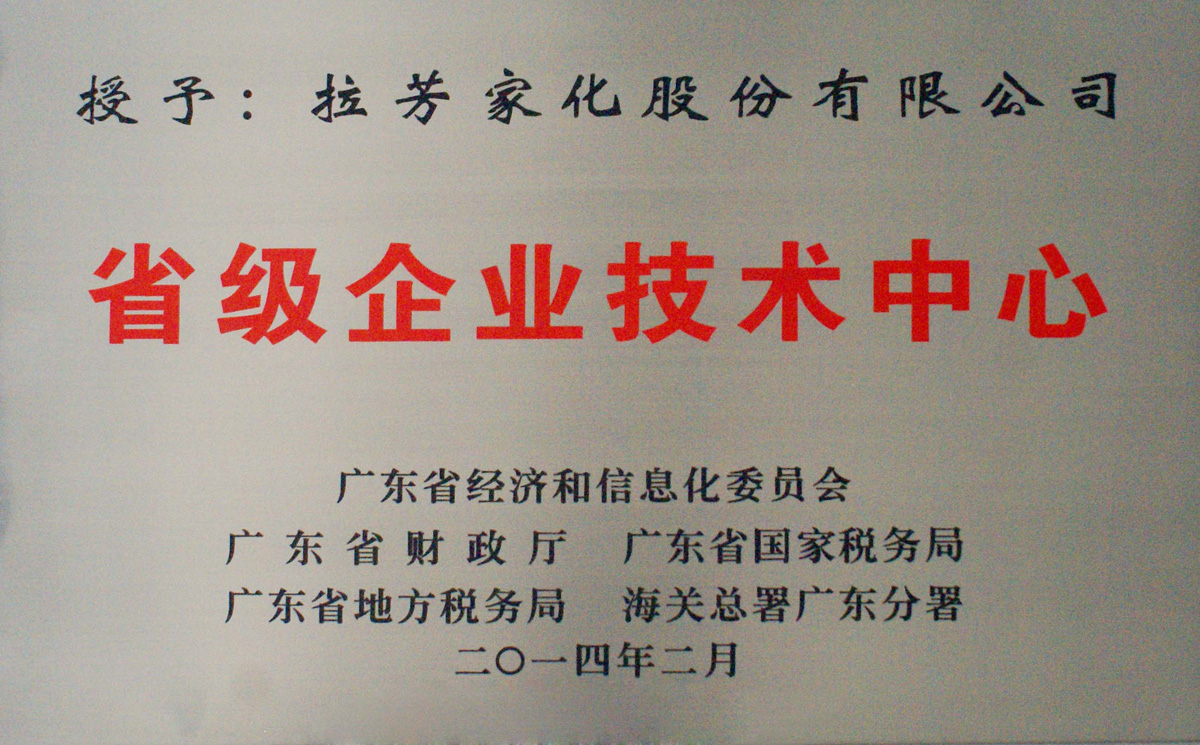 授予：拉芳家化股份有限公司
省级企业技术中心
广东省经济和信息化委员会
广东省财政厅 广东省国家税务局
广东省地方税务局 海关总署广东分署
二〇一四年二月